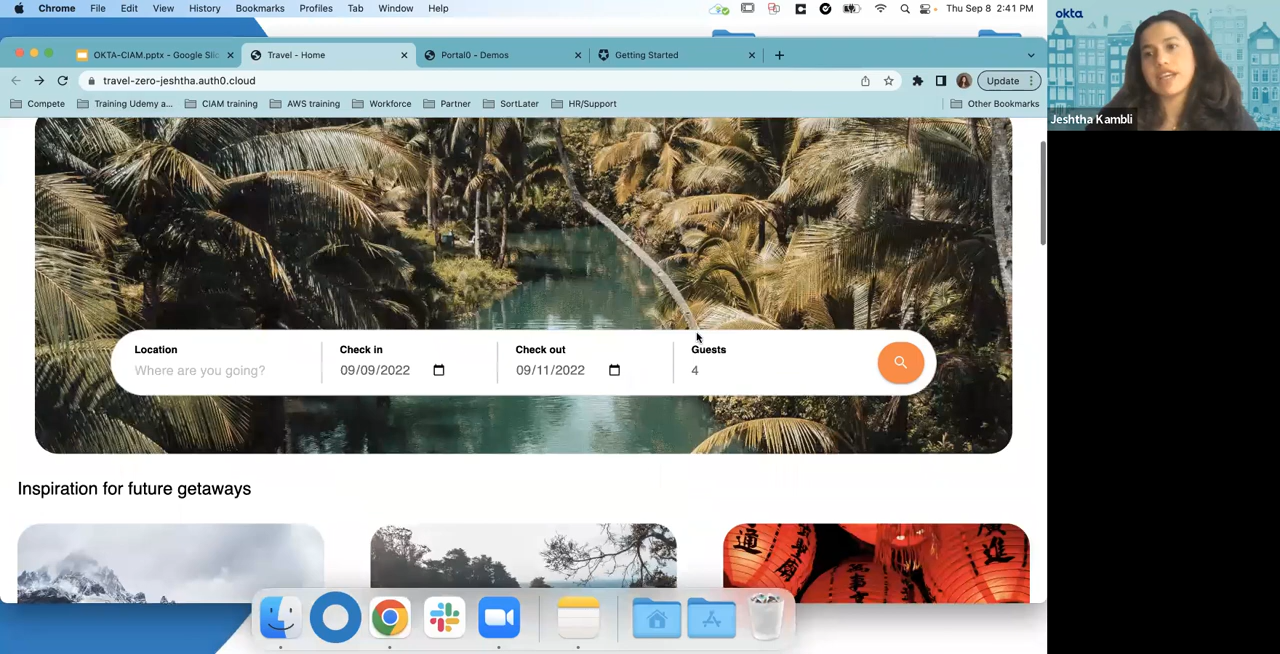 Chrome File Edit View History Bookmarks Profiles Tab Window Help Thu Sep 8 2:41 PM
OKTA-CIAM.pptx - Google Slic Travel - Home Portal0 - Demos Getting Started
travel-zero-jeshtha.auth0.cloud Update
Compete Training Udemy a... CIAM training AWS training Workforce Partner SortLater HR/Support Other Bookmarks
okta
Jeshtha Kambli
Location Check in Check out Guests
Where are you going? 09/09/2022 09/11/2022 4
Inspiration for future getaways